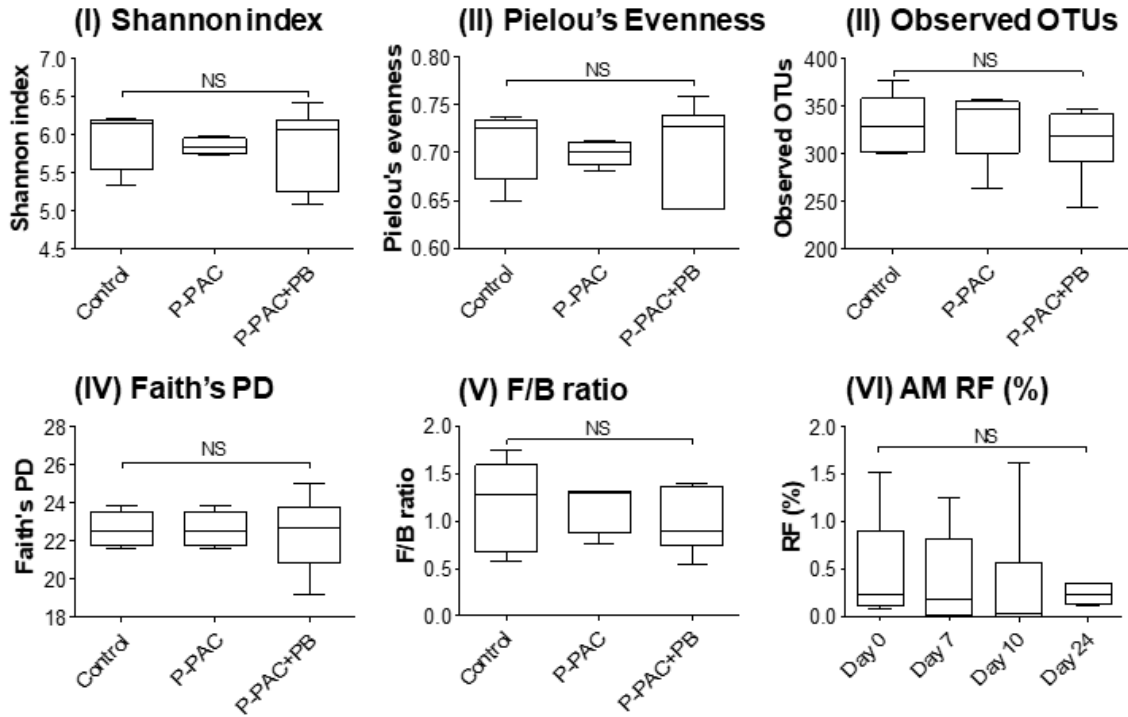 (I) Shannon index
Shannon index
7.0
6.5
6.0
5.5
5.0
4.5
NS
Control
P-PAC
P-PAC+PB
(II) Pielou's Evenness
Pielou's evenness
0.80
0.75
0.70
0.65
0.60
NS
Control
P-PAC
P-PAC+PB
(II) Observed OTUs
Observed OTUs
400
350
300
250
200
NS
Control
P-PAC
P-PAC+PB
(IV) Faith's PD
Faith's PD
28
26
24
22
20
18
NS
Control
P-PAC
P-PAC+PB
(V) F/B ratio
F/B ratio
2.0
1.5
1.0
0.5
0.0
NS
Control
P-PAC
P-PAC+PB
(VI) AM RF (%)
RF (%)
2.0
1.5
1.0
0.5
0.0
NS
Day 0
Day 7
Day 10
Day 24